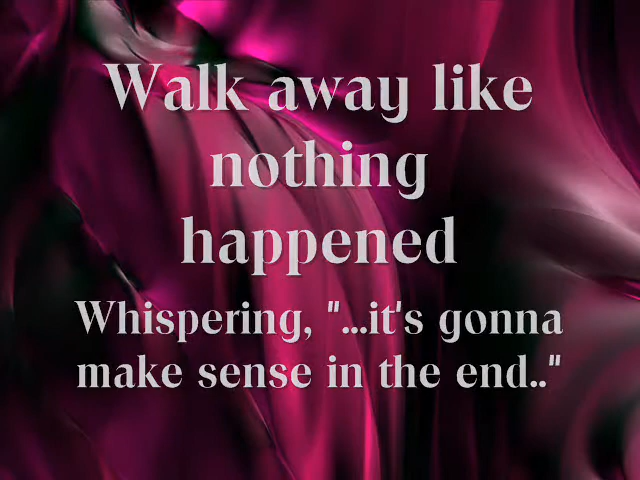 Walk away like
nothing
happened
Whispering, "...it's gonna
make sense in the end.."